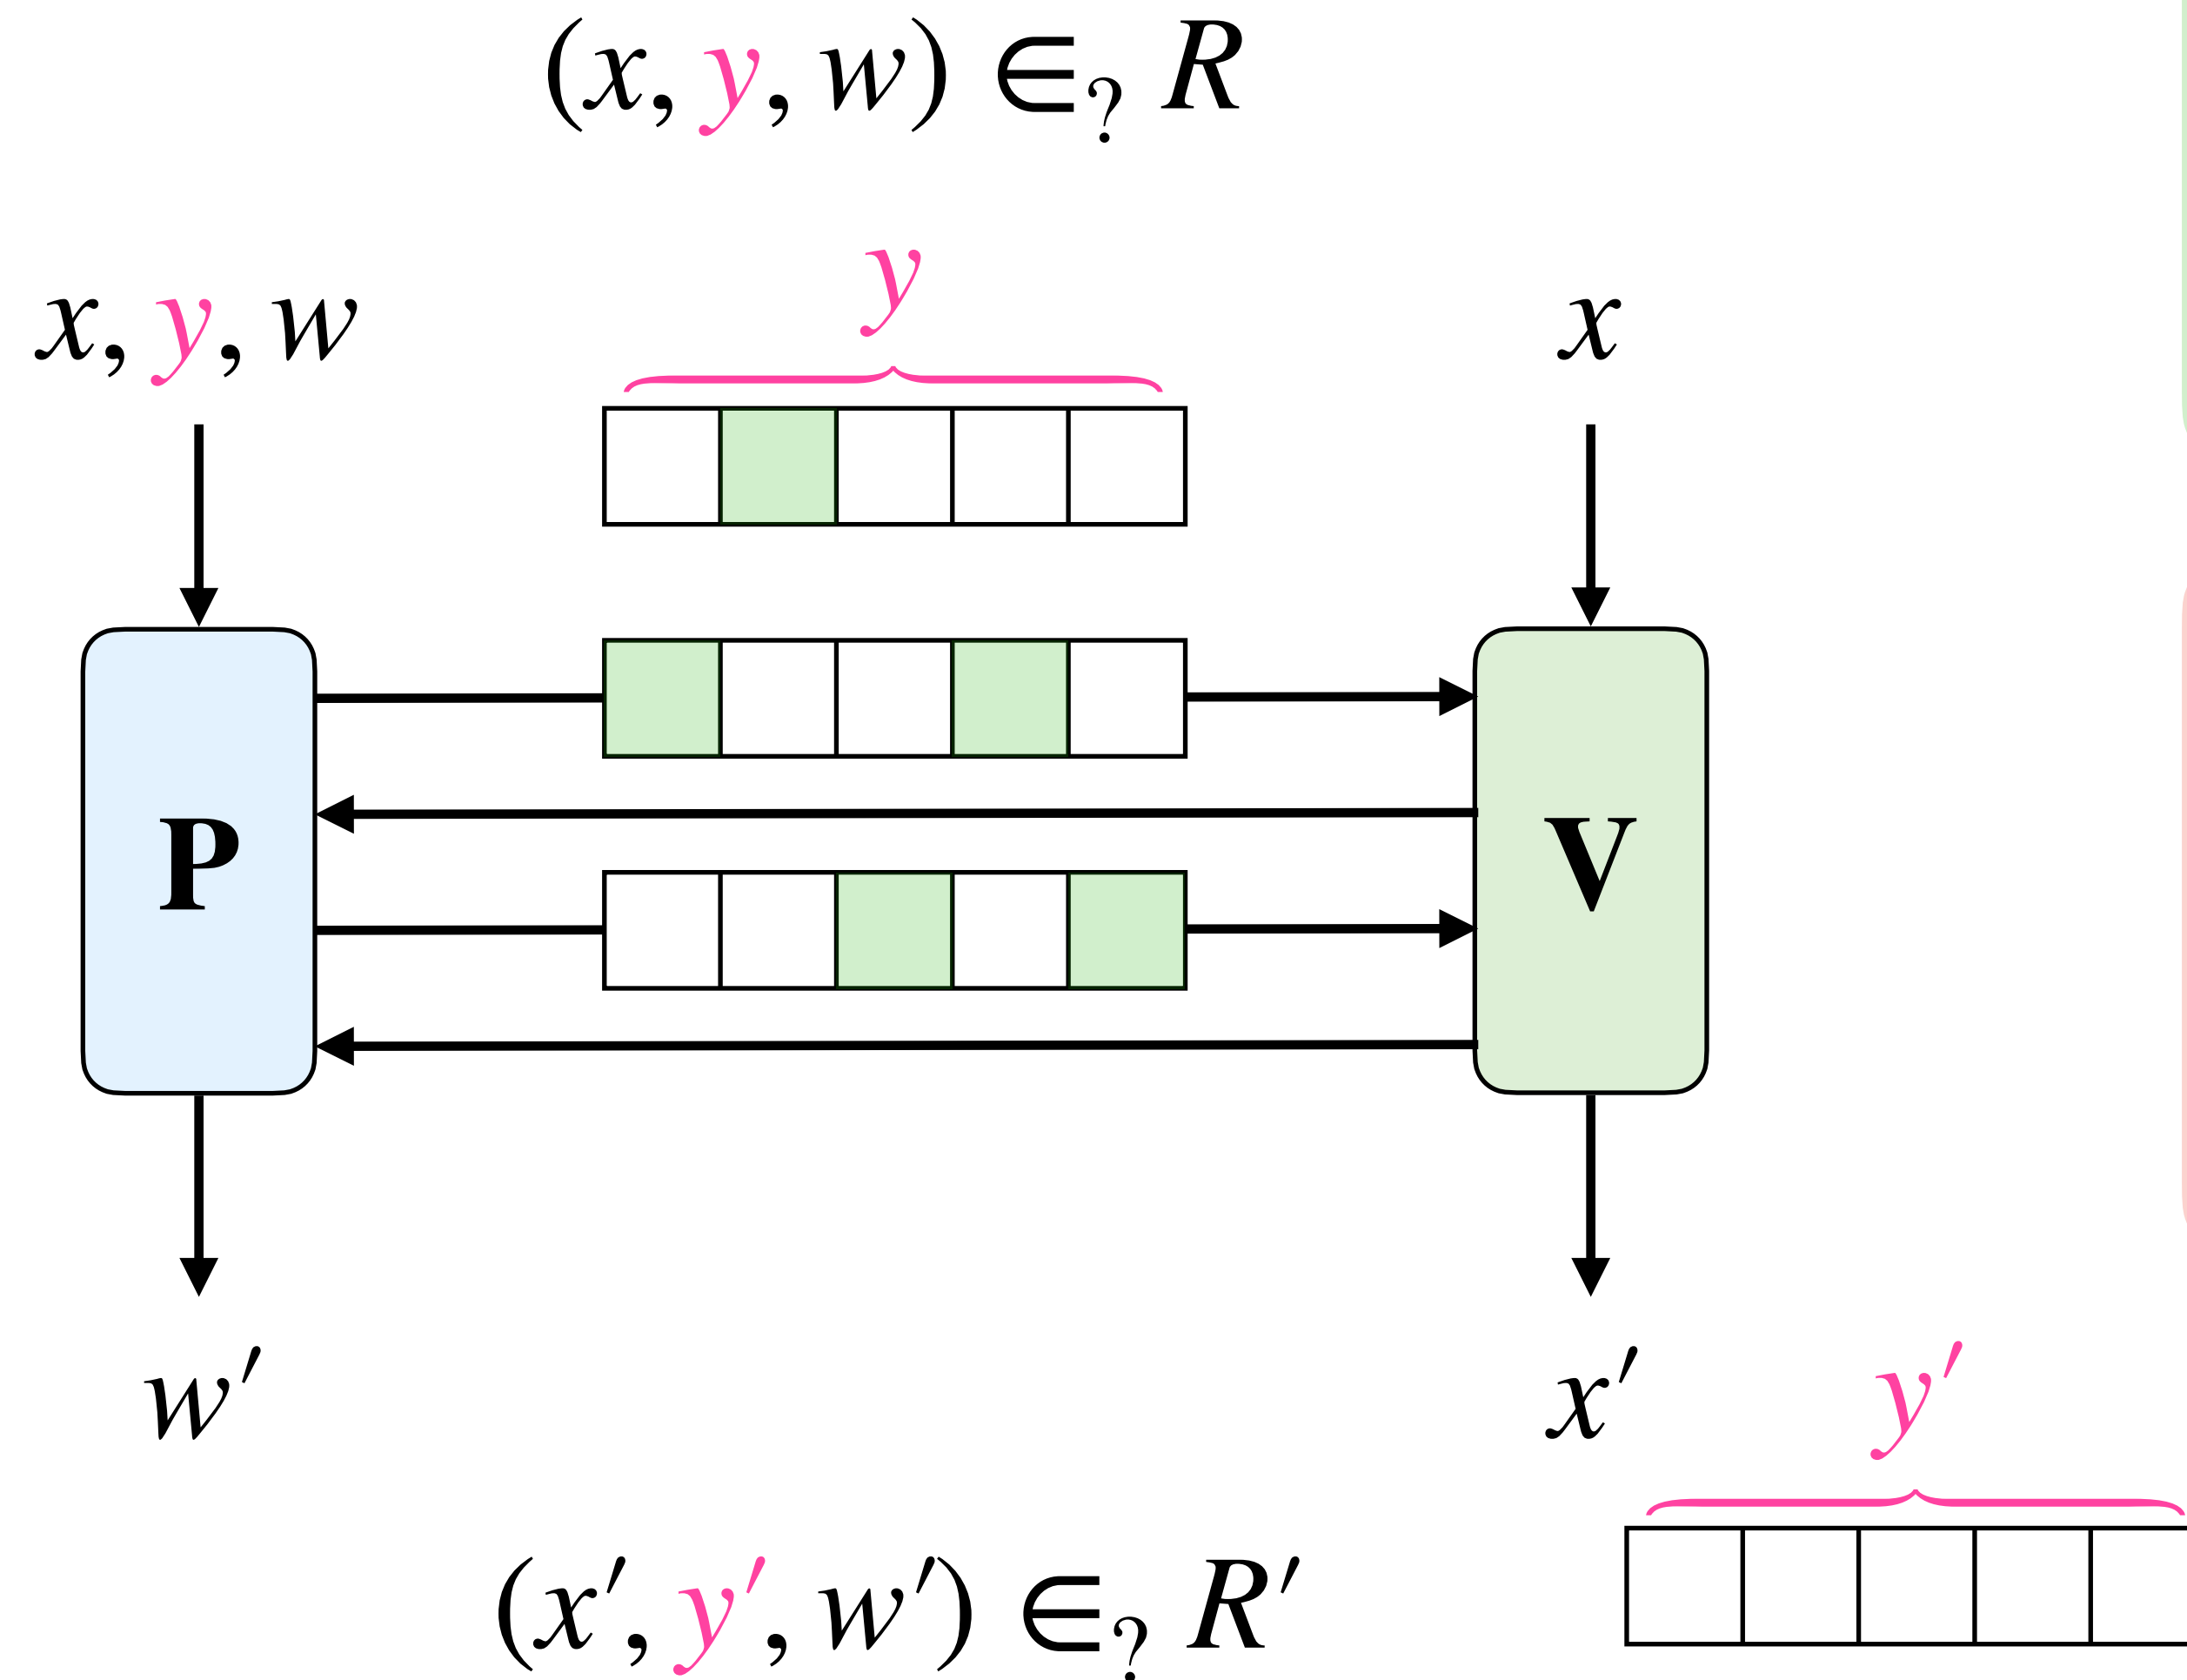 (x, y, w) ∈? R
y
x, y, w
x
P
V
w′
x′
y′
(x′, y′, w′) ∈? R′